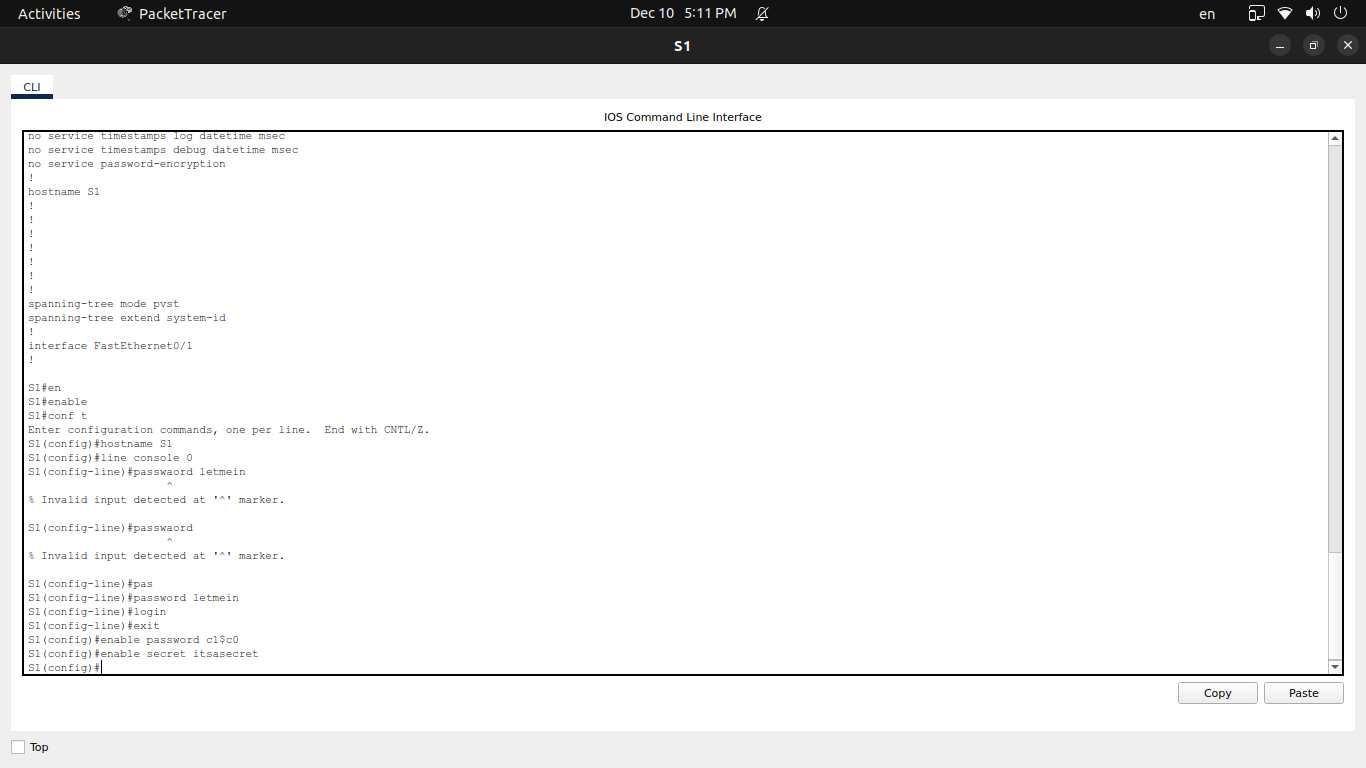 Activities PacketTracer Dec 10 5:11 PM en
S1
CLI
IOS Command Line Interface
no service timestamps log datetime msec
no service timestamps debug datetime msec
no service password-encryption
!
hostname S1
!
!
!
!
!
!
!
spanning-tree mode pvst
spanning-tree extend system-id
!
interface FastEthernet0/1
!
S1#en
S1#enable
S1#conf t
Enter configuration commands, one per line.  End with CNTL/Z.
S1(config)#hostname S1
S1(config)#line console 0
S1(config-line)#passwaord letmein
^
% Invalid input detected at '^' marker.
S1(config-line)#passwaord
^
% Invalid input detected at '^' marker.
S1(config-line)#pas
S1(config-line)#password letmein
S1(config-line)#login
S1(config-line)#exit
S1(config)#enable password c1$c0
S1(config)#enable secret itsasecret
S1(config)#
Copy Paste
Top